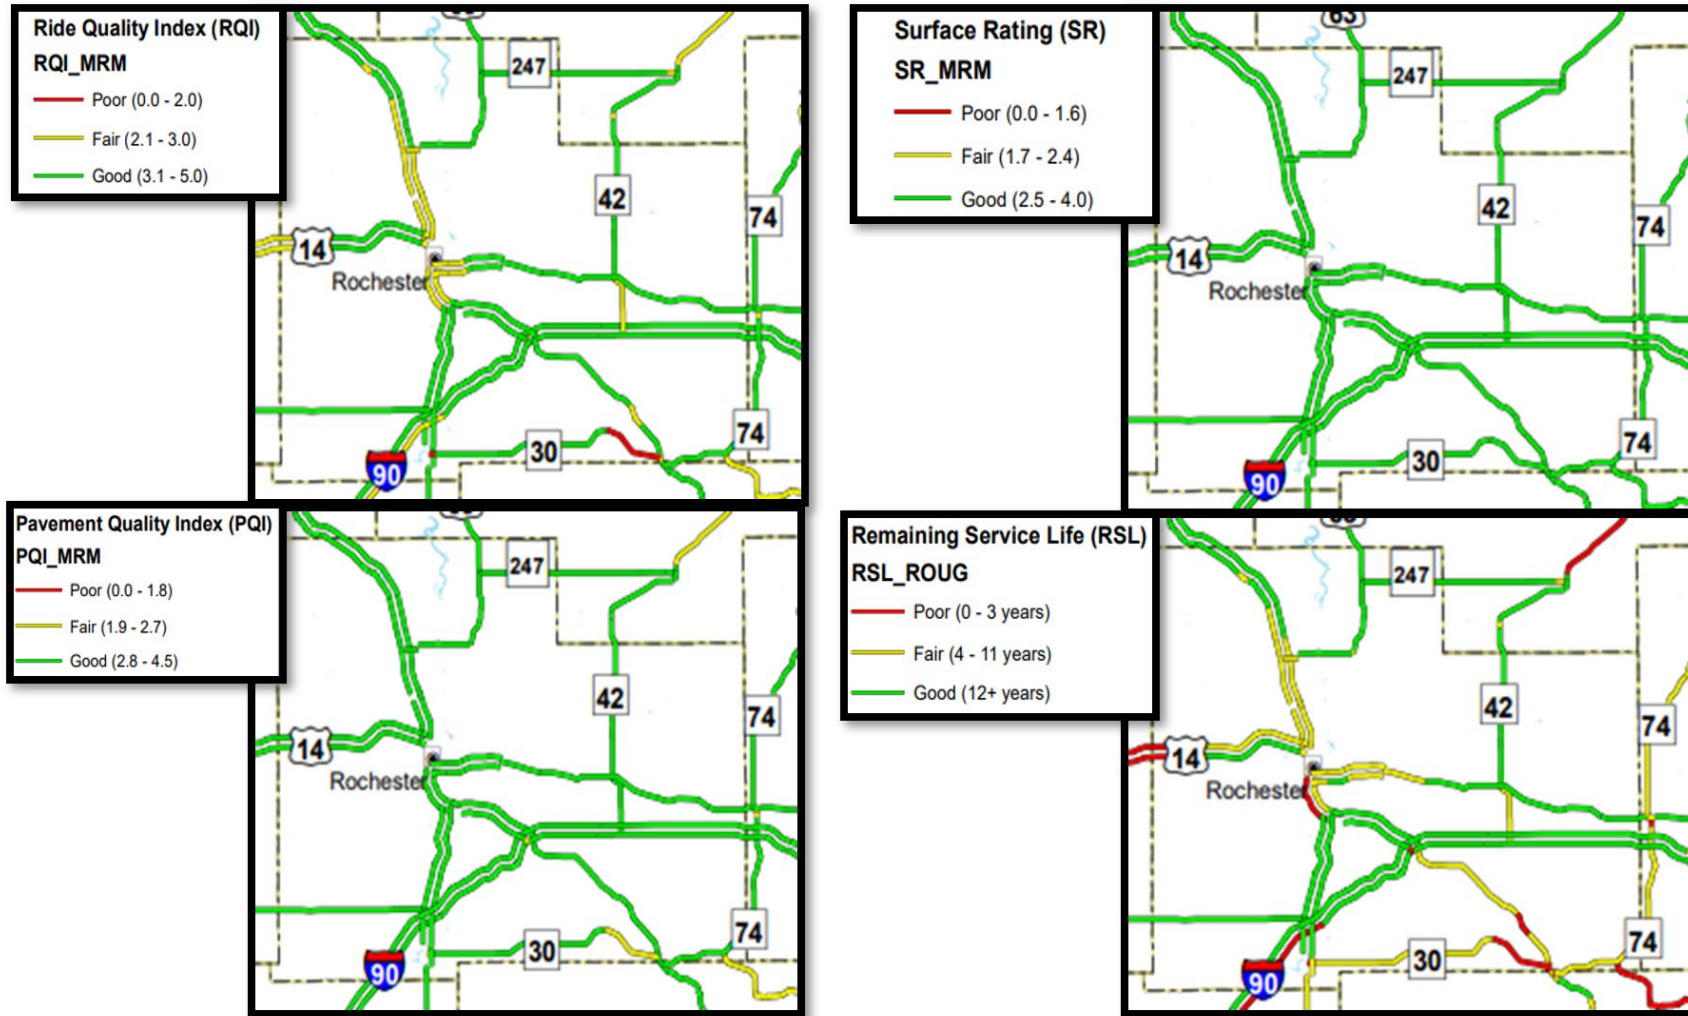 Ride Quality Index (RQI)
RQI_MRM
Poor (0.0 - 2.0)
Fair (2.1 - 3.0)
Good (3.1 - 5.0)
247
42
74
14
Rochester
74
30
90
Surface Rating (SR)
SR_MRM
Poor (0.0 - 1.6)
Fair (1.7 - 2.4)
Good (2.5 - 4.0)
63
247
42
74
14
Rochester
74
30
90
Pavement Quality Index (PQI)
PQI_MRM
Poor (0.0 - 1.8)
Fair (1.9 - 2.7)
Good (2.8 - 4.5)
247
42
74
14
Rochester
74
30
90
Remaining Service Life (RSL)
RSL_ROUG
Poor (0 - 3 years)
Fair (4 - 11 years)
Good (12+ years)
247
42
74
14
Rochester
74
30
90